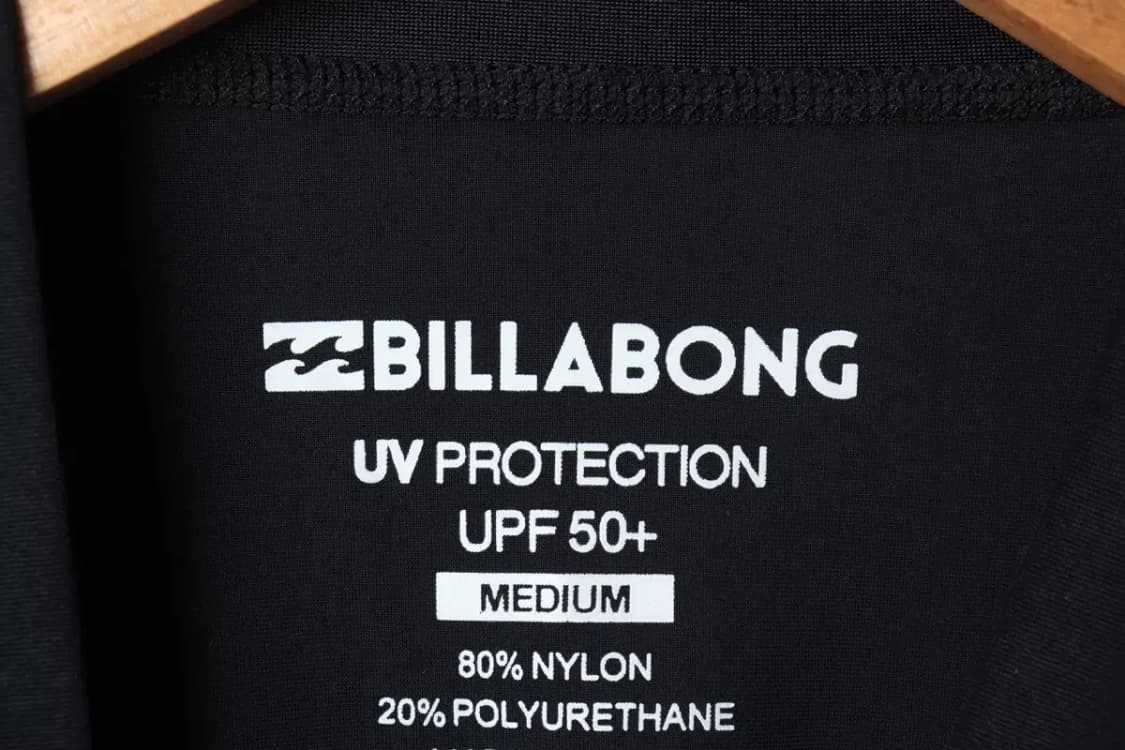 BILLABONG
UV PROTECTION
UPF 50+
MEDIUM
80% NYLON
20% POLYURETHANE